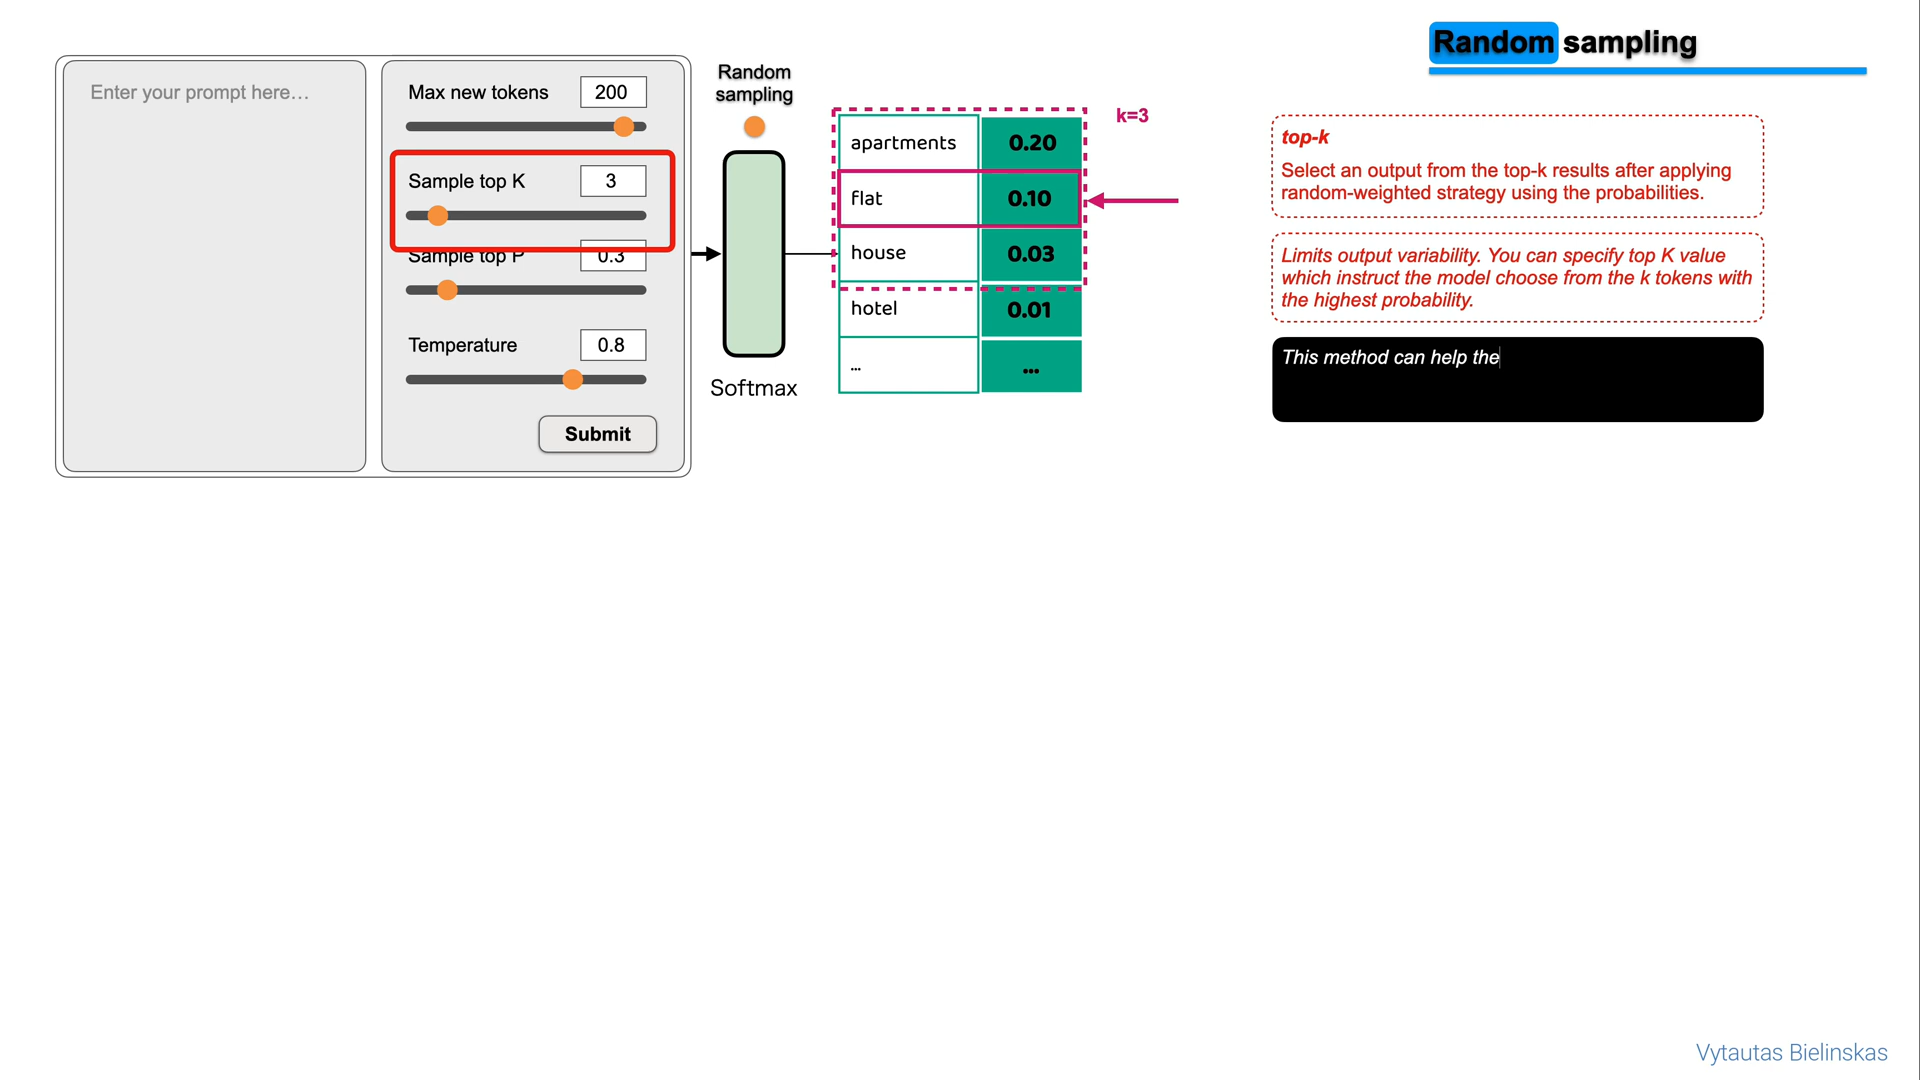 Random sampling
Enter your prompt here…
Max new tokens 200
Sample top K 3
Sample top P 0.3
Temperature 0.8
Submit
Random
sampling
Softmax
apartments 0.20
flat 0.10
house 0.03
hotel 0.01
... ...
k=3
top-k
Select an output from the top-k results after applying
random-weighted strategy using the probabilities.
Limits output variability. You can specify top K value
which instruct the model choose from the k tokens with
the highest probability.
This method can help the
Vytautas Bielinskas